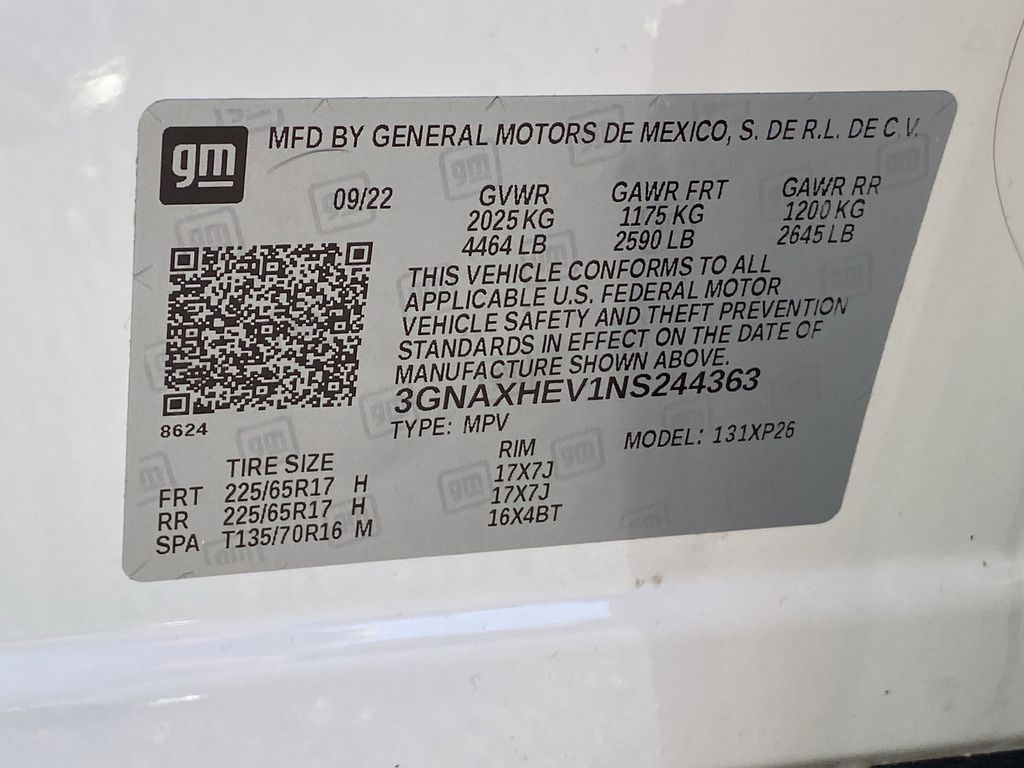 gm
MFD BY GENERAL MOTORS DE MEXICO, S. DE R.L. DE C.V.
09/22 GVWR GAWR FRT GAWR RR
2025 KG 1175 KG 1200 KG
4464 LB 2590 LB 2645 LB
THIS VEHICLE CONFORMS TO ALL
APPLICABLE U.S. FEDERAL MOTOR
VEHICLE SAFETY AND THEFT PREVENTION
STANDARDS IN EFFECT ON THE DATE OF
MANUFACTURE SHOWN ABOVE.
3GNAXHEV1NS244363
8624 TYPE: MPV MODEL: 131XP26
TIRE SIZE RIM
FRT 225/65R17 H 17X7J
RR 225/65R17 H 17X7J
SPA T135/70R16 M 16X4BT